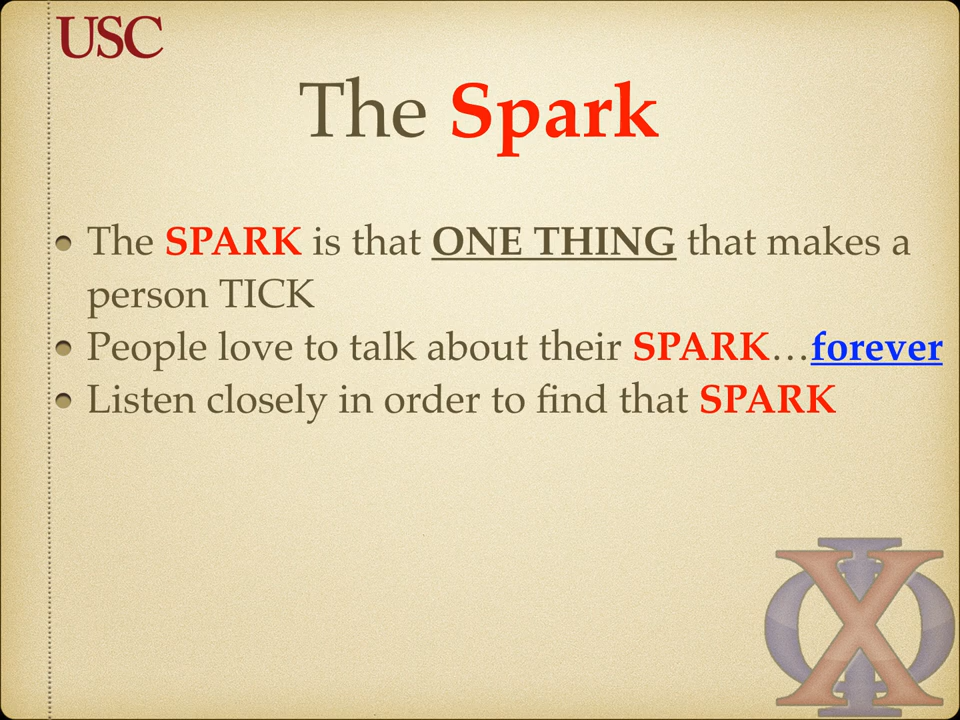 USC
The Spark
The SPARK is that ONE THING that makes a
person TICK
People love to talk about their SPARK…forever
Listen closely in order to find that SPARK
ΦΧ